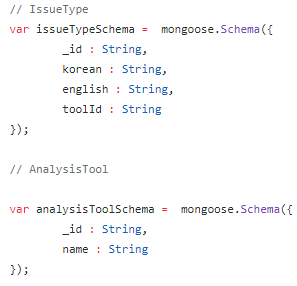 // IssueType
var issueTypeSchema = mongoose.Schema({
_id : String,
korean : String,
english : String,
toolId : String
});
// AnalysisTool
var analysisToolSchema = mongoose.Schema({
_id : String,
name : String
});